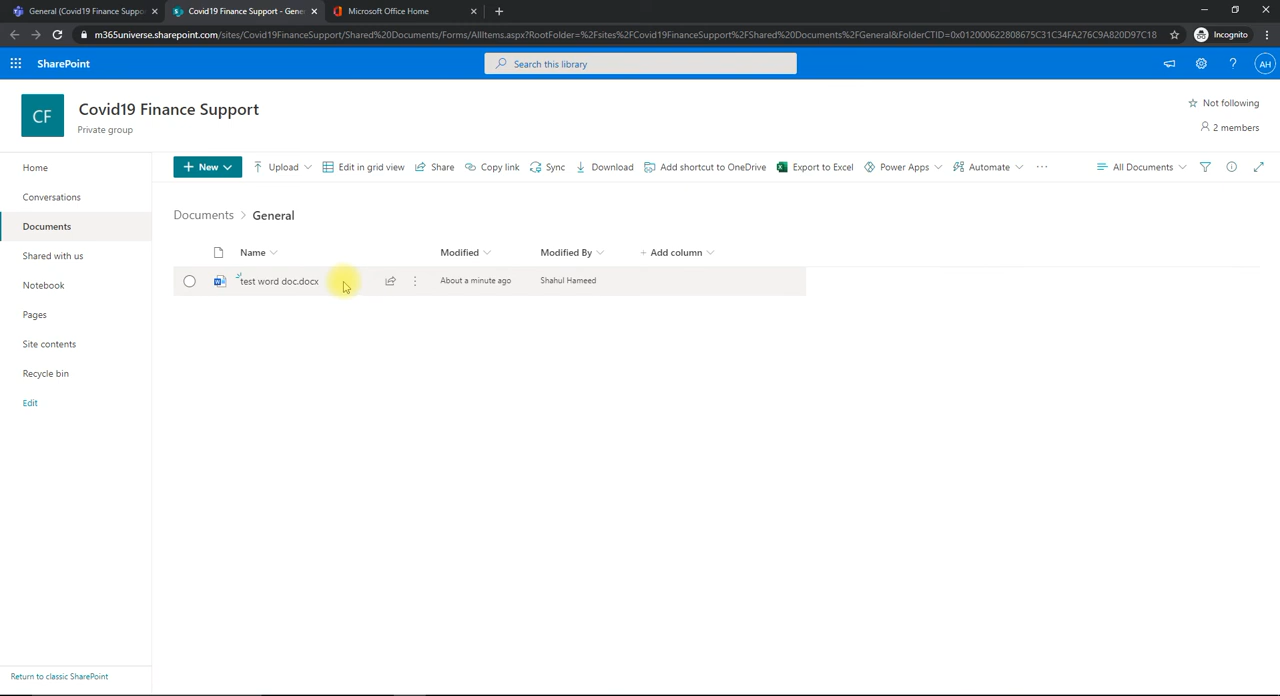 General (Covid19 Finance Suppo
Covid19 Finance Support - Gene
Microsoft Office Home
m365universe.sharepoint.com/sites/Covid19FinanceSupport/Shared%20Documents/Forms/AllItems.aspx?RootFolder=%2Fsites%2FCovid19FinanceSupport%2FShared%20Documents%2FGeneral&FolderCTID=0x012000622808675C31C34FA276C9A820D97C18
Incognito
SharePoint
Search this library
AH
CF
Covid19 Finance Support
Private group
Not following
2 members
Home
Conversations
Documents
Shared with us
Notebook
Pages
Site contents
Recycle bin
Edit
Return to classic SharePoint
New
Upload
Edit in grid view
Share
Copy link
Sync
Download
Add shortcut to OneDrive
Export to Excel
Power Apps
Automate
All Documents
Documents > General
Name
Modified
Modified By
+ Add column
test word doc.docx
About a minute ago
Shahul Hameed